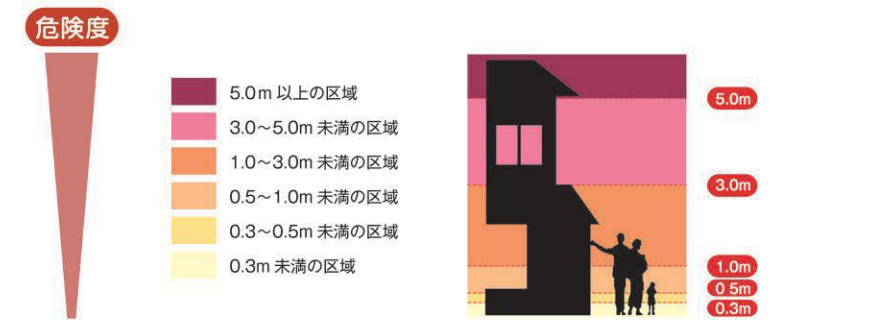 危険度
5.0m 以上の区域
3.0～5.0m 未満の区域
1.0～3.0m 未満の区域
0.5～1.0m 未満の区域
0.3～0.5m 未満の区域
0.3m 未満の区域
5.0m
3.0m
1.0m
0 5m
0.3m